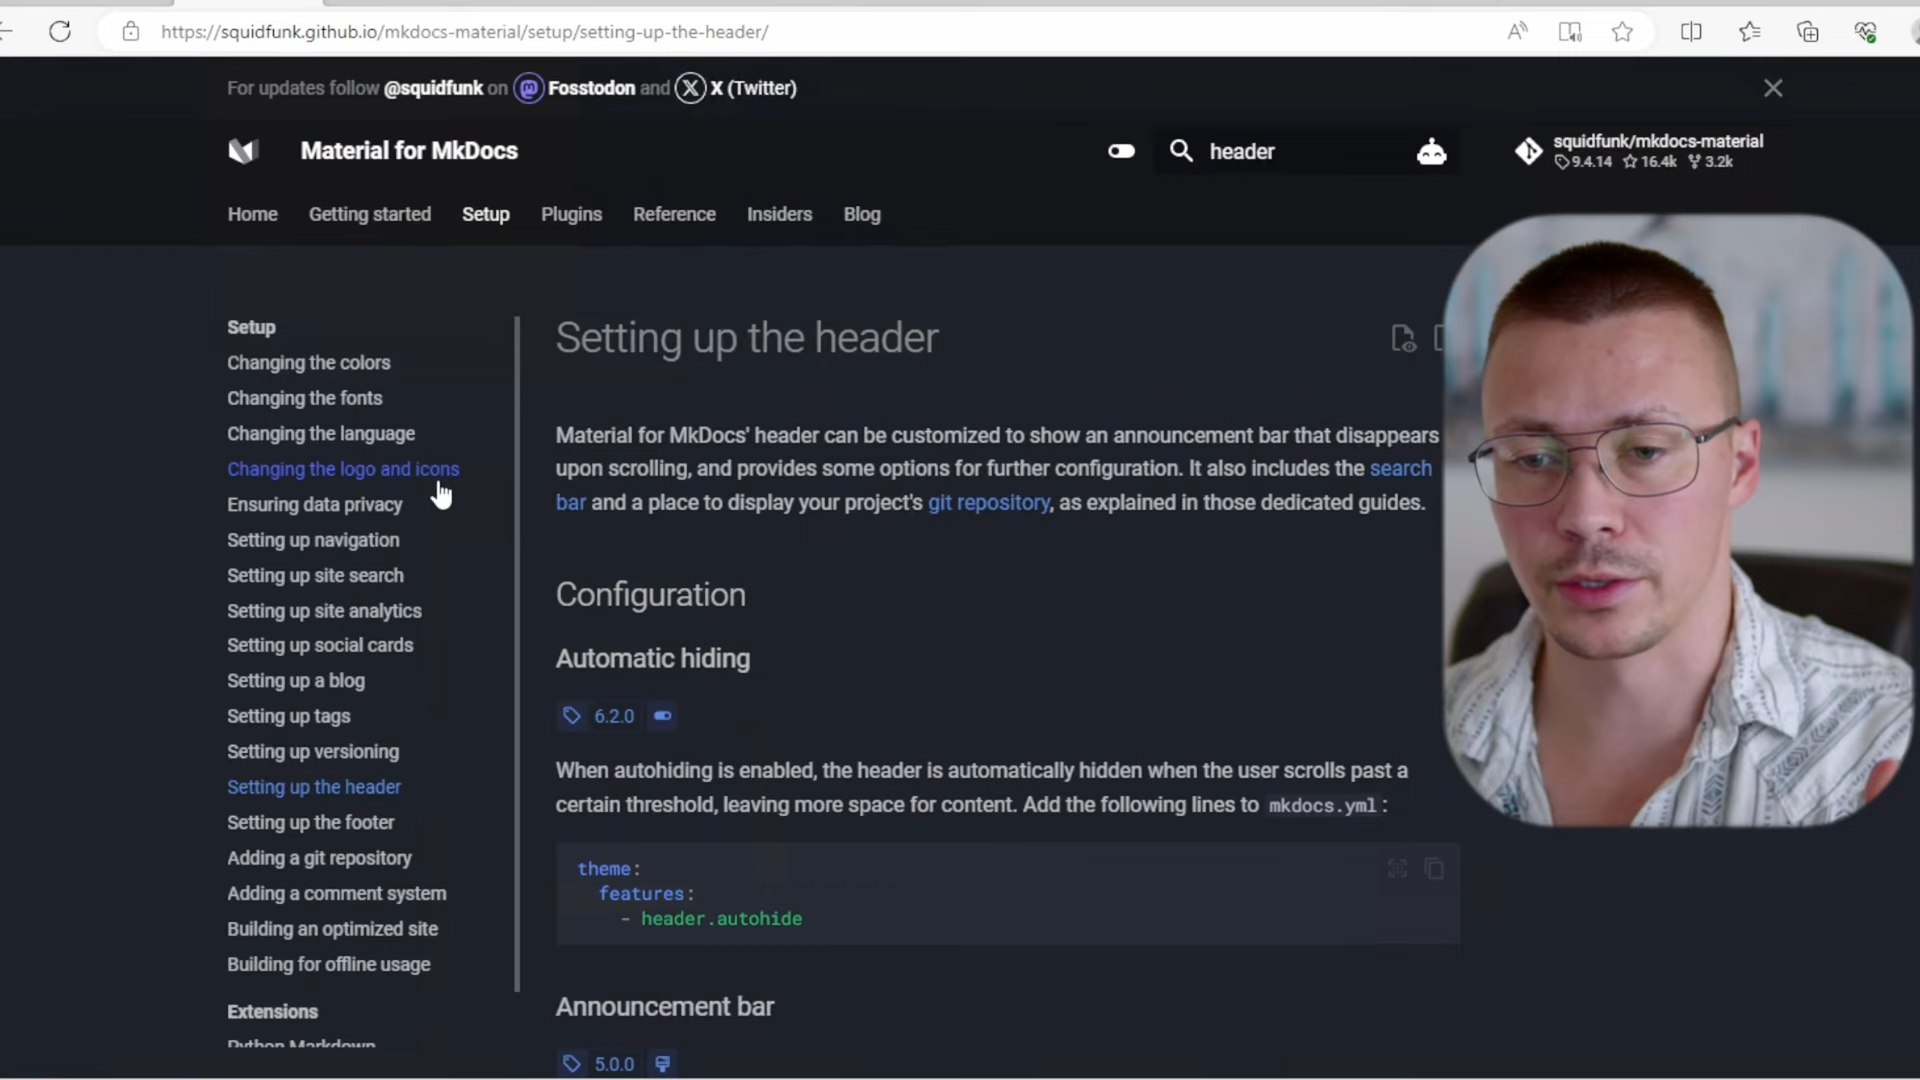 https://squidfunk.github.io/mkdocs-material/setup/setting-up-the-header/
For updates follow @squidfunk on Fosstodon and X (Twitter)
Material for MkDocs
header
squidfunk/mkdocs-material
9.4.14 16.4k 3.2k
Home Getting started Setup Plugins Reference Insiders Blog
Setup
Changing the colors
Changing the fonts
Changing the language
Changing the logo and icons
Ensuring data privacy
Setting up navigation
Setting up site search
Setting up site analytics
Setting up social cards
Setting up a blog
Setting up tags
Setting up versioning
Setting up the header
Setting up the footer
Adding a git repository
Adding a comment system
Building an optimized site
Building for offline usage
Extensions
Python Markdown
Setting up the header
Material for MkDocs' header can be customized to show an announcement bar that disappears
upon scrolling, and provides some options for further configuration. It also includes the search
bar and a place to display your project's git repository, as explained in those dedicated guides.
Configuration
Automatic hiding
6.2.0
When autohiding is enabled, the header is automatically hidden when the user scrolls past a
certain threshold, leaving more space for content. Add the following lines to mkdocs.yml:
theme:
features:
- header.autohide
Announcement bar
5.0.0